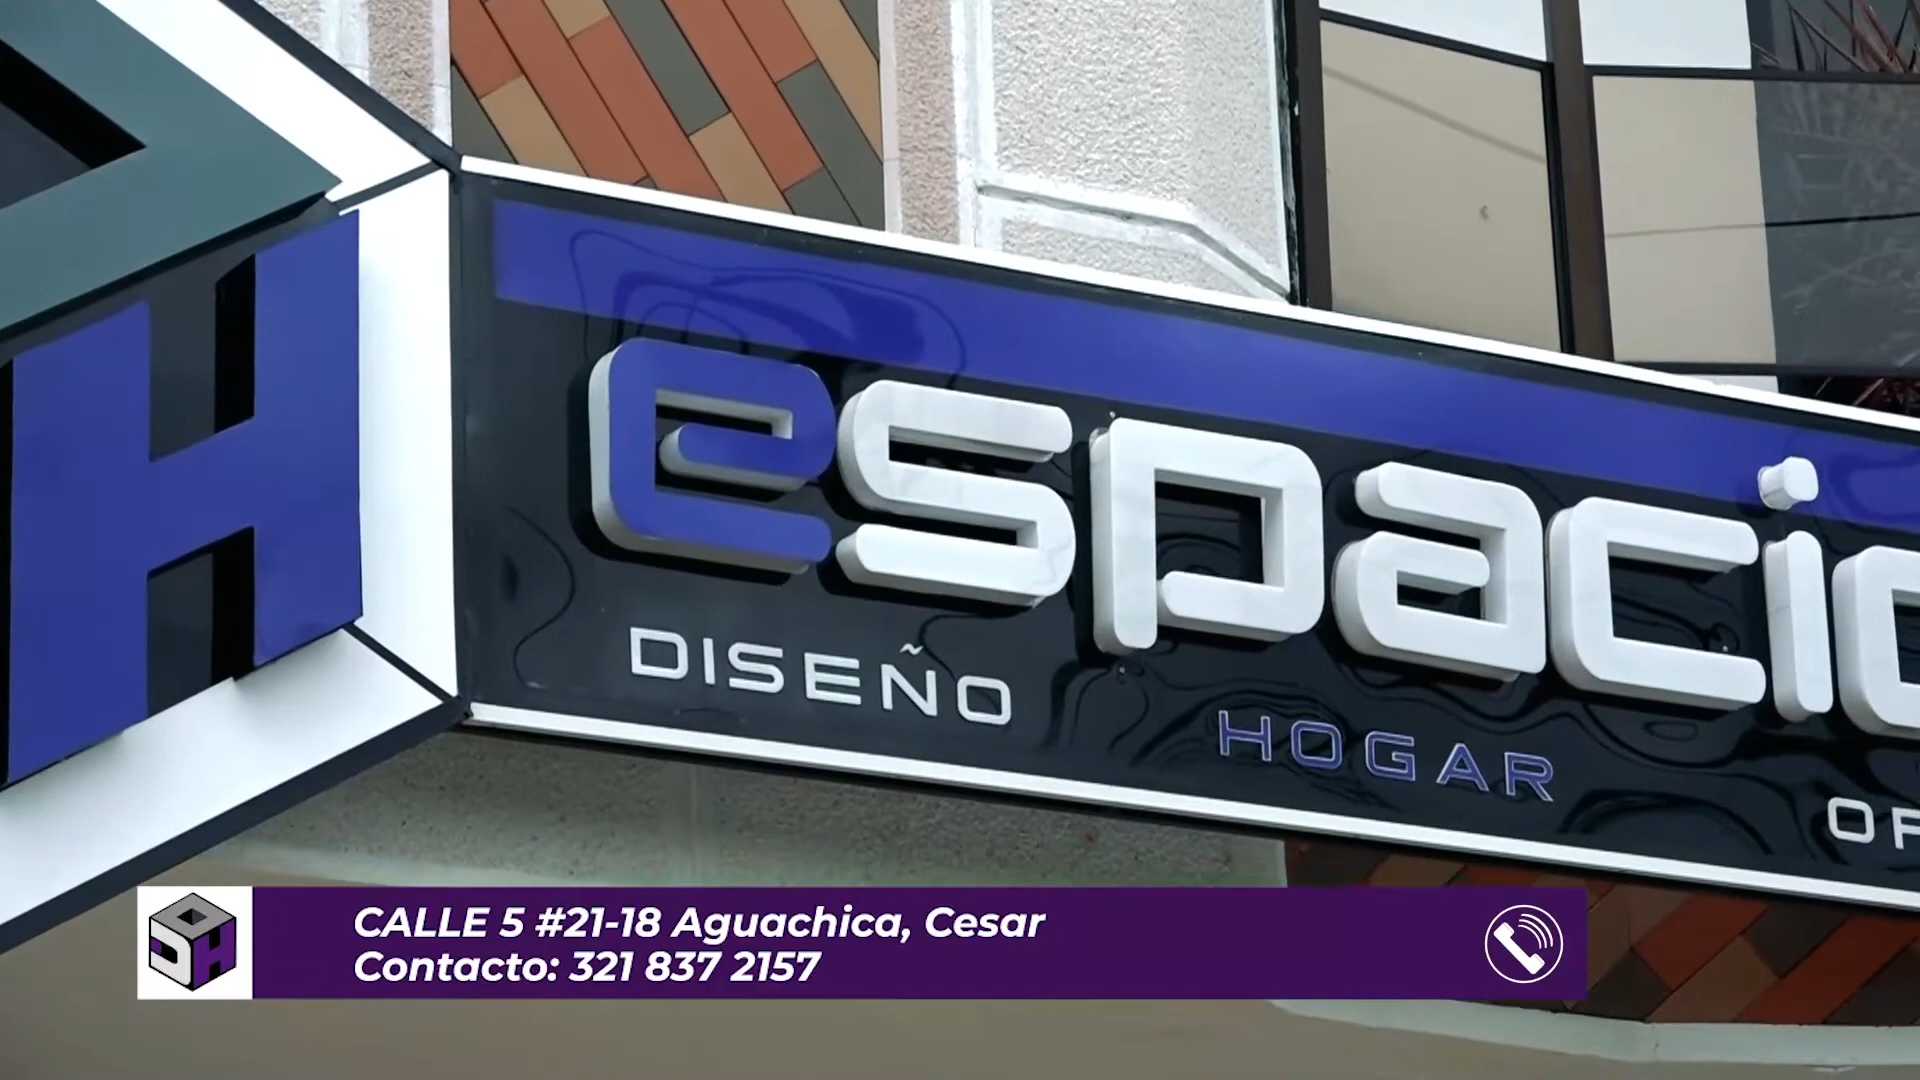 H
espacio
DISEÑO
HOGAR
CALLE 5 #21-18 Aguachica, Cesar
Contacto: 321 837 2157